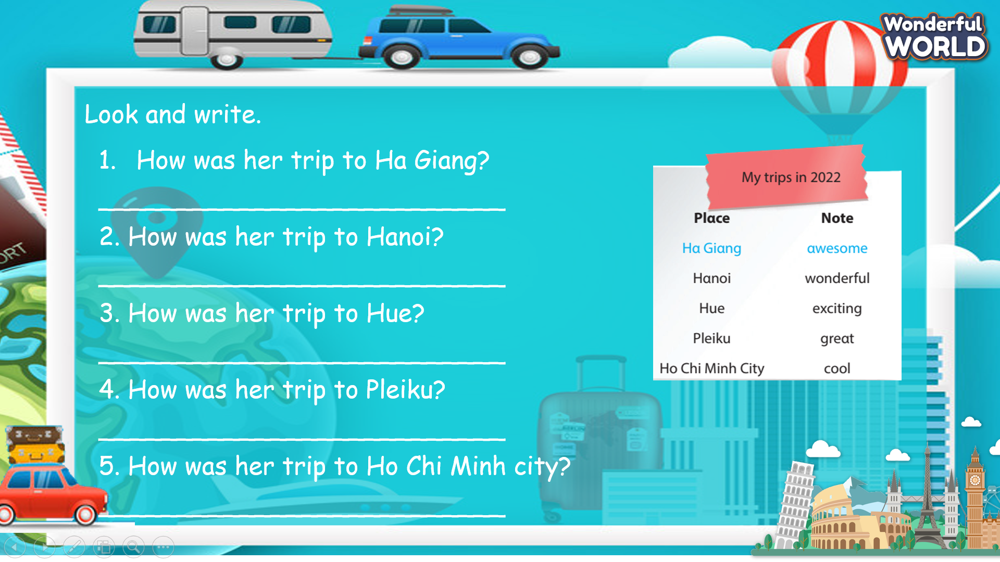 Wonderful
WORLD
Look and write.
1. How was her trip to Ha Giang?
2. How was her trip to Hanoi?
3. How was her trip to Hue?
4. How was her trip to Pleiku?
5. How was her trip to Ho Chi Minh city?
My trips in 2022
Place Note
Ha Giang awesome
Hanoi wonderful
Hue exciting
Pleiku great
Ho Chi Minh City cool
ORT
HOME